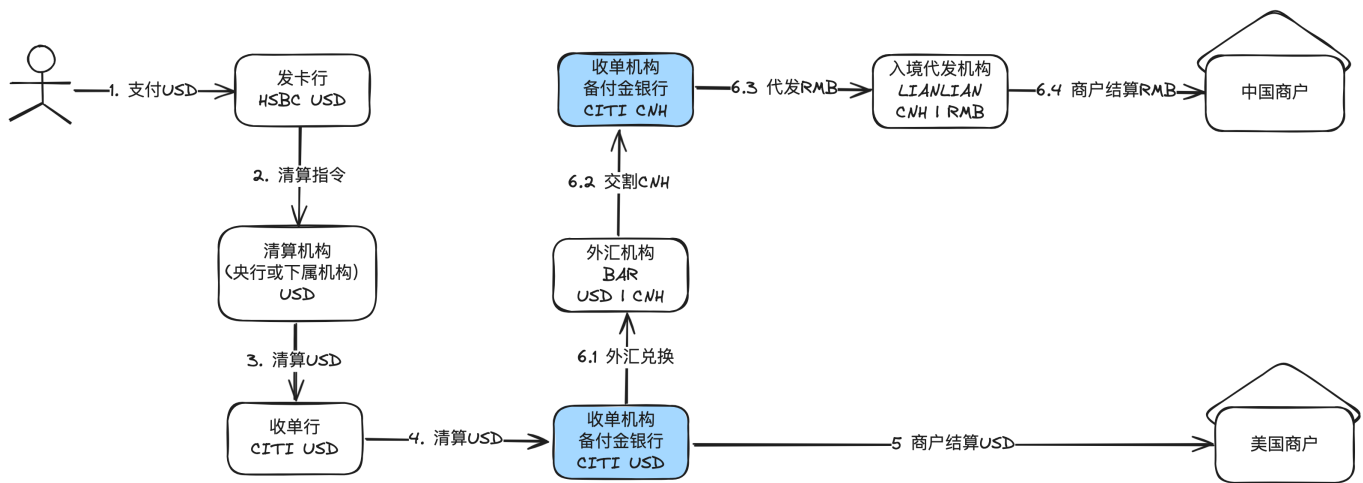 1. 支付USD
发卡行
HSBC USD
2. 清算指令
清算机构
(央行或下属机构)
USD
3. 清算USD
收单行
CITI USD
4. 清算USD
收单机构
备付金银行
CITI USD
5 商户结算USD
美国商户
6.1 外汇兑换
外汇机构
BAR
USD | CNH
6.2 交割CNH
收单机构
备付金银行
CITI CNH
6.3 代发RMB
入境代发机构
LIANLIAN
CNH | RMB
6.4 商户结算RMB
中国商户